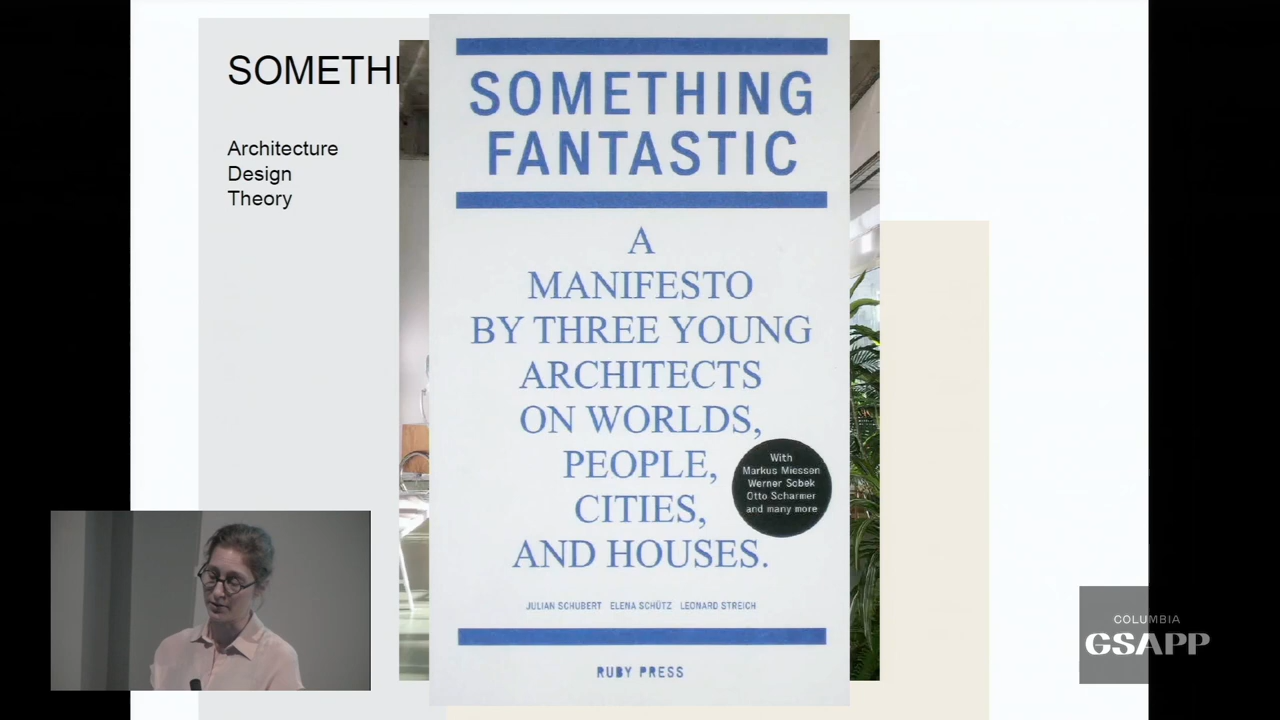 SOMETHI
Architecture
Design
Theory
SOMETHING
FANTASTIC
A
MANIFESTO
BY THREE YOUNG
ARCHITECTS
ON WORLDS,
PEOPLE,
CITIES,
AND HOUSES.
With
Markus Miessen
Werner Sobek
Otto Scharmer
and many more
JULIAN SCHUBERT ELENA SCHÜTZ LEONARD STREICH
RUBY PRESS
COLUMBIA
GSAPP